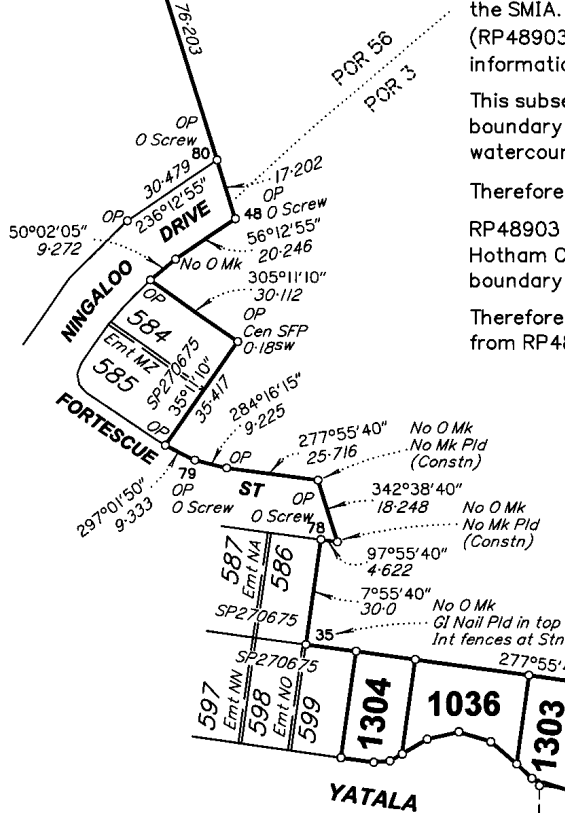 76·203
the SMIA.
(RP48903
POR 56
POR 3
This subse
OP
O Screw
80
boundary
watercour
30·479
236°12'55"
17·202
OP
O Screw
48
Therefore
OP
DRIVE
56°12'55"
20·246
50°02'05"
9·272
RP48903
Hotham C
boundary
No O Mk
NINGALOO
305°11'10"
30·112
OP
584
OP
Cen SFP
0·18sw
Therefore
from RP48
Emt MZ
SP270675
585
35°11'10"
35·417
284°16'15"
9·225
FORTESCUE
OP
277°55'40"
25·716
No O Mk
No Mk Pld
(Constn)
OP
ST
79
OP
O Screw
297°01'50"
9·333
OP
O Screw
78
342°38'40"
18·248
No O Mk
No Mk Pld
(Constn)
97°55'40"
4·622
587
Emt NA
586
7°55'40"
30·0
SP270675
35
No O Mk
GI Nail Pld in top
Int fences at Stn
SP270675
277°55'4
597
Emt NN
598
Emt NO
599
1304
1036
1303
YATALA